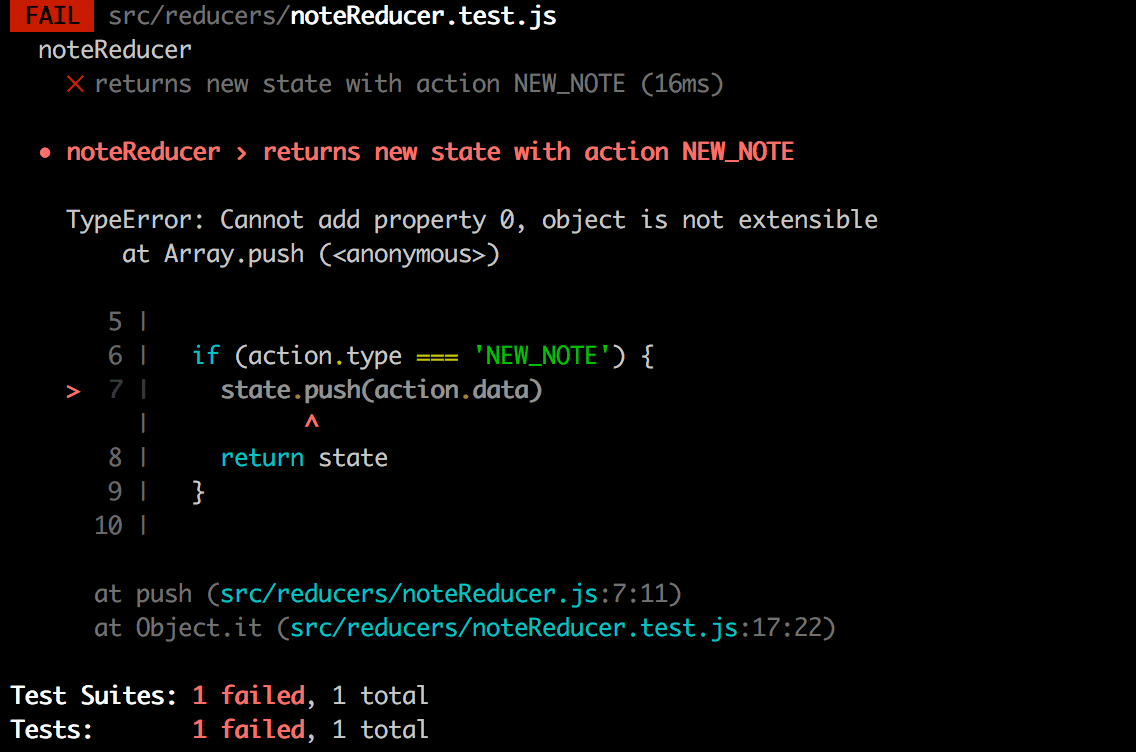 FAIL src/reducers/noteReducer.test.js
noteReducer
✕ returns new state with action NEW_NOTE (16ms)
● noteReducer › returns new state with action NEW_NOTE
TypeError: Cannot add property 0, object is not extensible
at Array.push (<anonymous>)
5 |
6 | if (action.type === 'NEW_NOTE') {
> 7 | state.push(action.data)
| ^
8 | return state
9 | }
10 |
at push (src/reducers/noteReducer.js:7:11)
at Object.it (src/reducers/noteReducer.test.js:17:22)
Test Suites: 1 failed, 1 total
Tests: 1 failed, 1 total